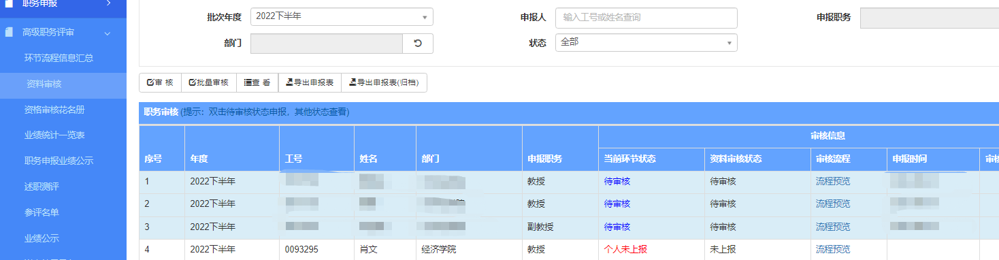 职务申报
高级职务评审
环节流程信息汇总
资料审核
资格审核花名册
业绩统计一览表
职务申报业绩公示
述职测评
参评名单
业绩公示
批次年度 2022下半年 申报人 输入工号或姓名查询 申报职务
部门 状态 全部
审 核 批量审核 查 看 导出申报表 导出申报表(归档)
职务审核 (提示：双击待审核状态申报，其他状态查看)
审核信息
序号 年度 工号 姓名 部门 申报职务 当前环节状态 资料审核状态 审核流程 申报时间 审核
1 2022下半年 教授 待审核 待审核 流程预览
2 2022下半年 院 教授 待审核 待审核 流程预览
3 2022下半年 副教授 待审核 待审核 流程预览
4 2022下半年 0093295 肖文 经济学院 教授 个人未上报 未上报 流程预览